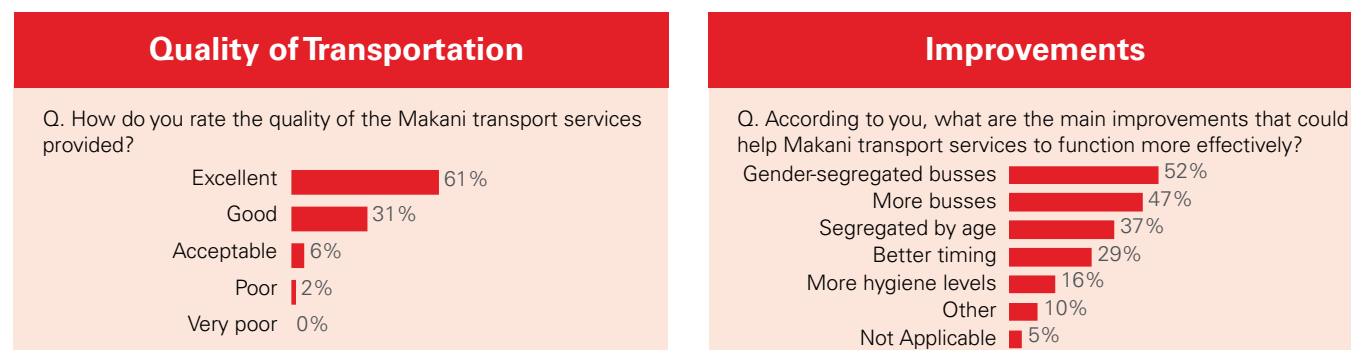 Quality of Transportation
Q. How do you rate the quality of the Makani transport services
provided?
Excellent 61%
Good 31%
Acceptable 6%
Poor 2%
Very poor 0%
Improvements
Q. According to you, what are the main improvements that could
help Makani transport services to function more effectively?
Gender-segregated busses 52%
More busses 47%
Segregated by age 37%
Better timing 29%
More hygiene levels 16%
Other 10%
Not Applicable 5%